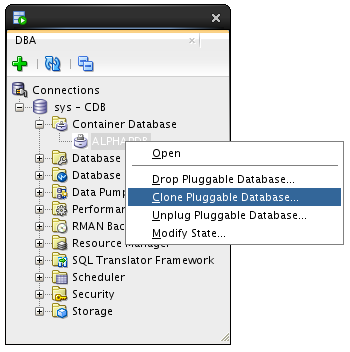 DBA
Connections
sys - CDB
Container Database
ALPHAPDB
Open
Database
Drop Pluggable Database...
Database
Clone Pluggable Database...
Data Pump
Unplug Pluggable Database...
Performan
Modify State...
RMAN Bac
Resource Manager
SQL Translator Framework
Scheduler
Security
Storage